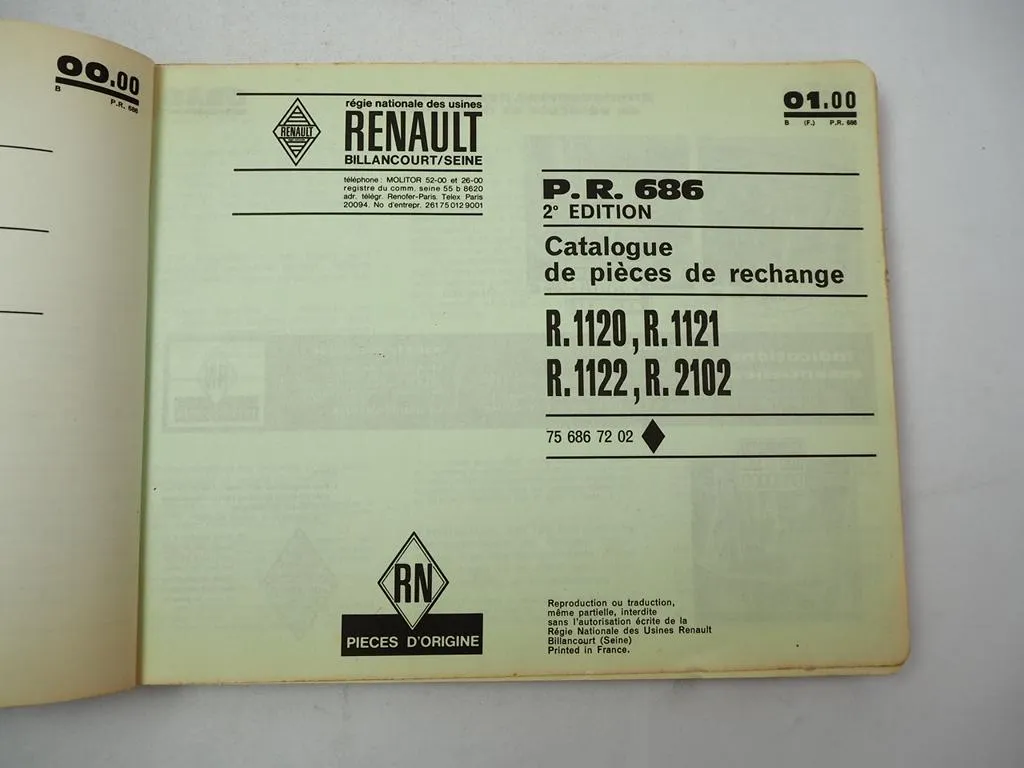 00.00
B P.R. 686
01.00
B (F.) P.R. 686
RENAULT
régie nationale des usines
RENAULT
BILLANCOURT/SEINE
téléphone : MOLITOR 52-00 et 26-00
registre du comm. seine 55 b 8620
adr. télégr. Renofer-Paris. Telex Paris
20094. No d'entrepr. 261 75 012 9001
P.R. 686
2° EDITION
Catalogue
de pièces de rechange
R.1120, R.1121
R.1122, R.2102
75 686 72 02
RN
PIECES D'ORIGINE
Reproduction ou traduction,
même partielle, interdite
sans l'autorisation écrite de la
Régie Nationale des Usines Renault
Billancourt (Seine)
Printed in France.